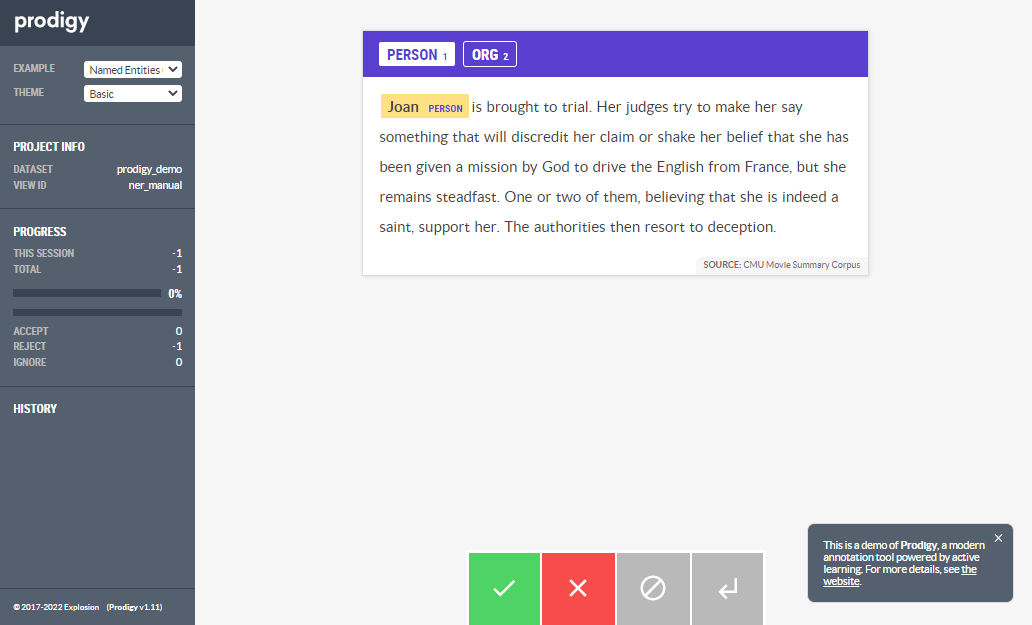 prodigy
EXAMPLE Named Entities
THEME Basic
PROJECT INFO
DATASET prodigy_demo
VIEW ID ner_manual
PROGRESS
THIS SESSION -1
TOTAL -1
0%
ACCEPT 0
REJECT -1
IGNORE 0
HISTORY
© 2017-2022 Explosion (Prodigy v1.11)
PERSON 1 ORG 2
Joan PERSON is brought to trial. Her judges try to make her say
something that will discredit her claim or shake her belief that she has
been given a mission by God to drive the English from France, but she
remains steadfast. One or two of them, believing that she is indeed a
saint, support her. The authorities then resort to deception.
SOURCE: CMU Movie Summary Corpus
This is a demo of Prodigy, a modern
annotation tool powered by active
learning. For more details, see the
website.